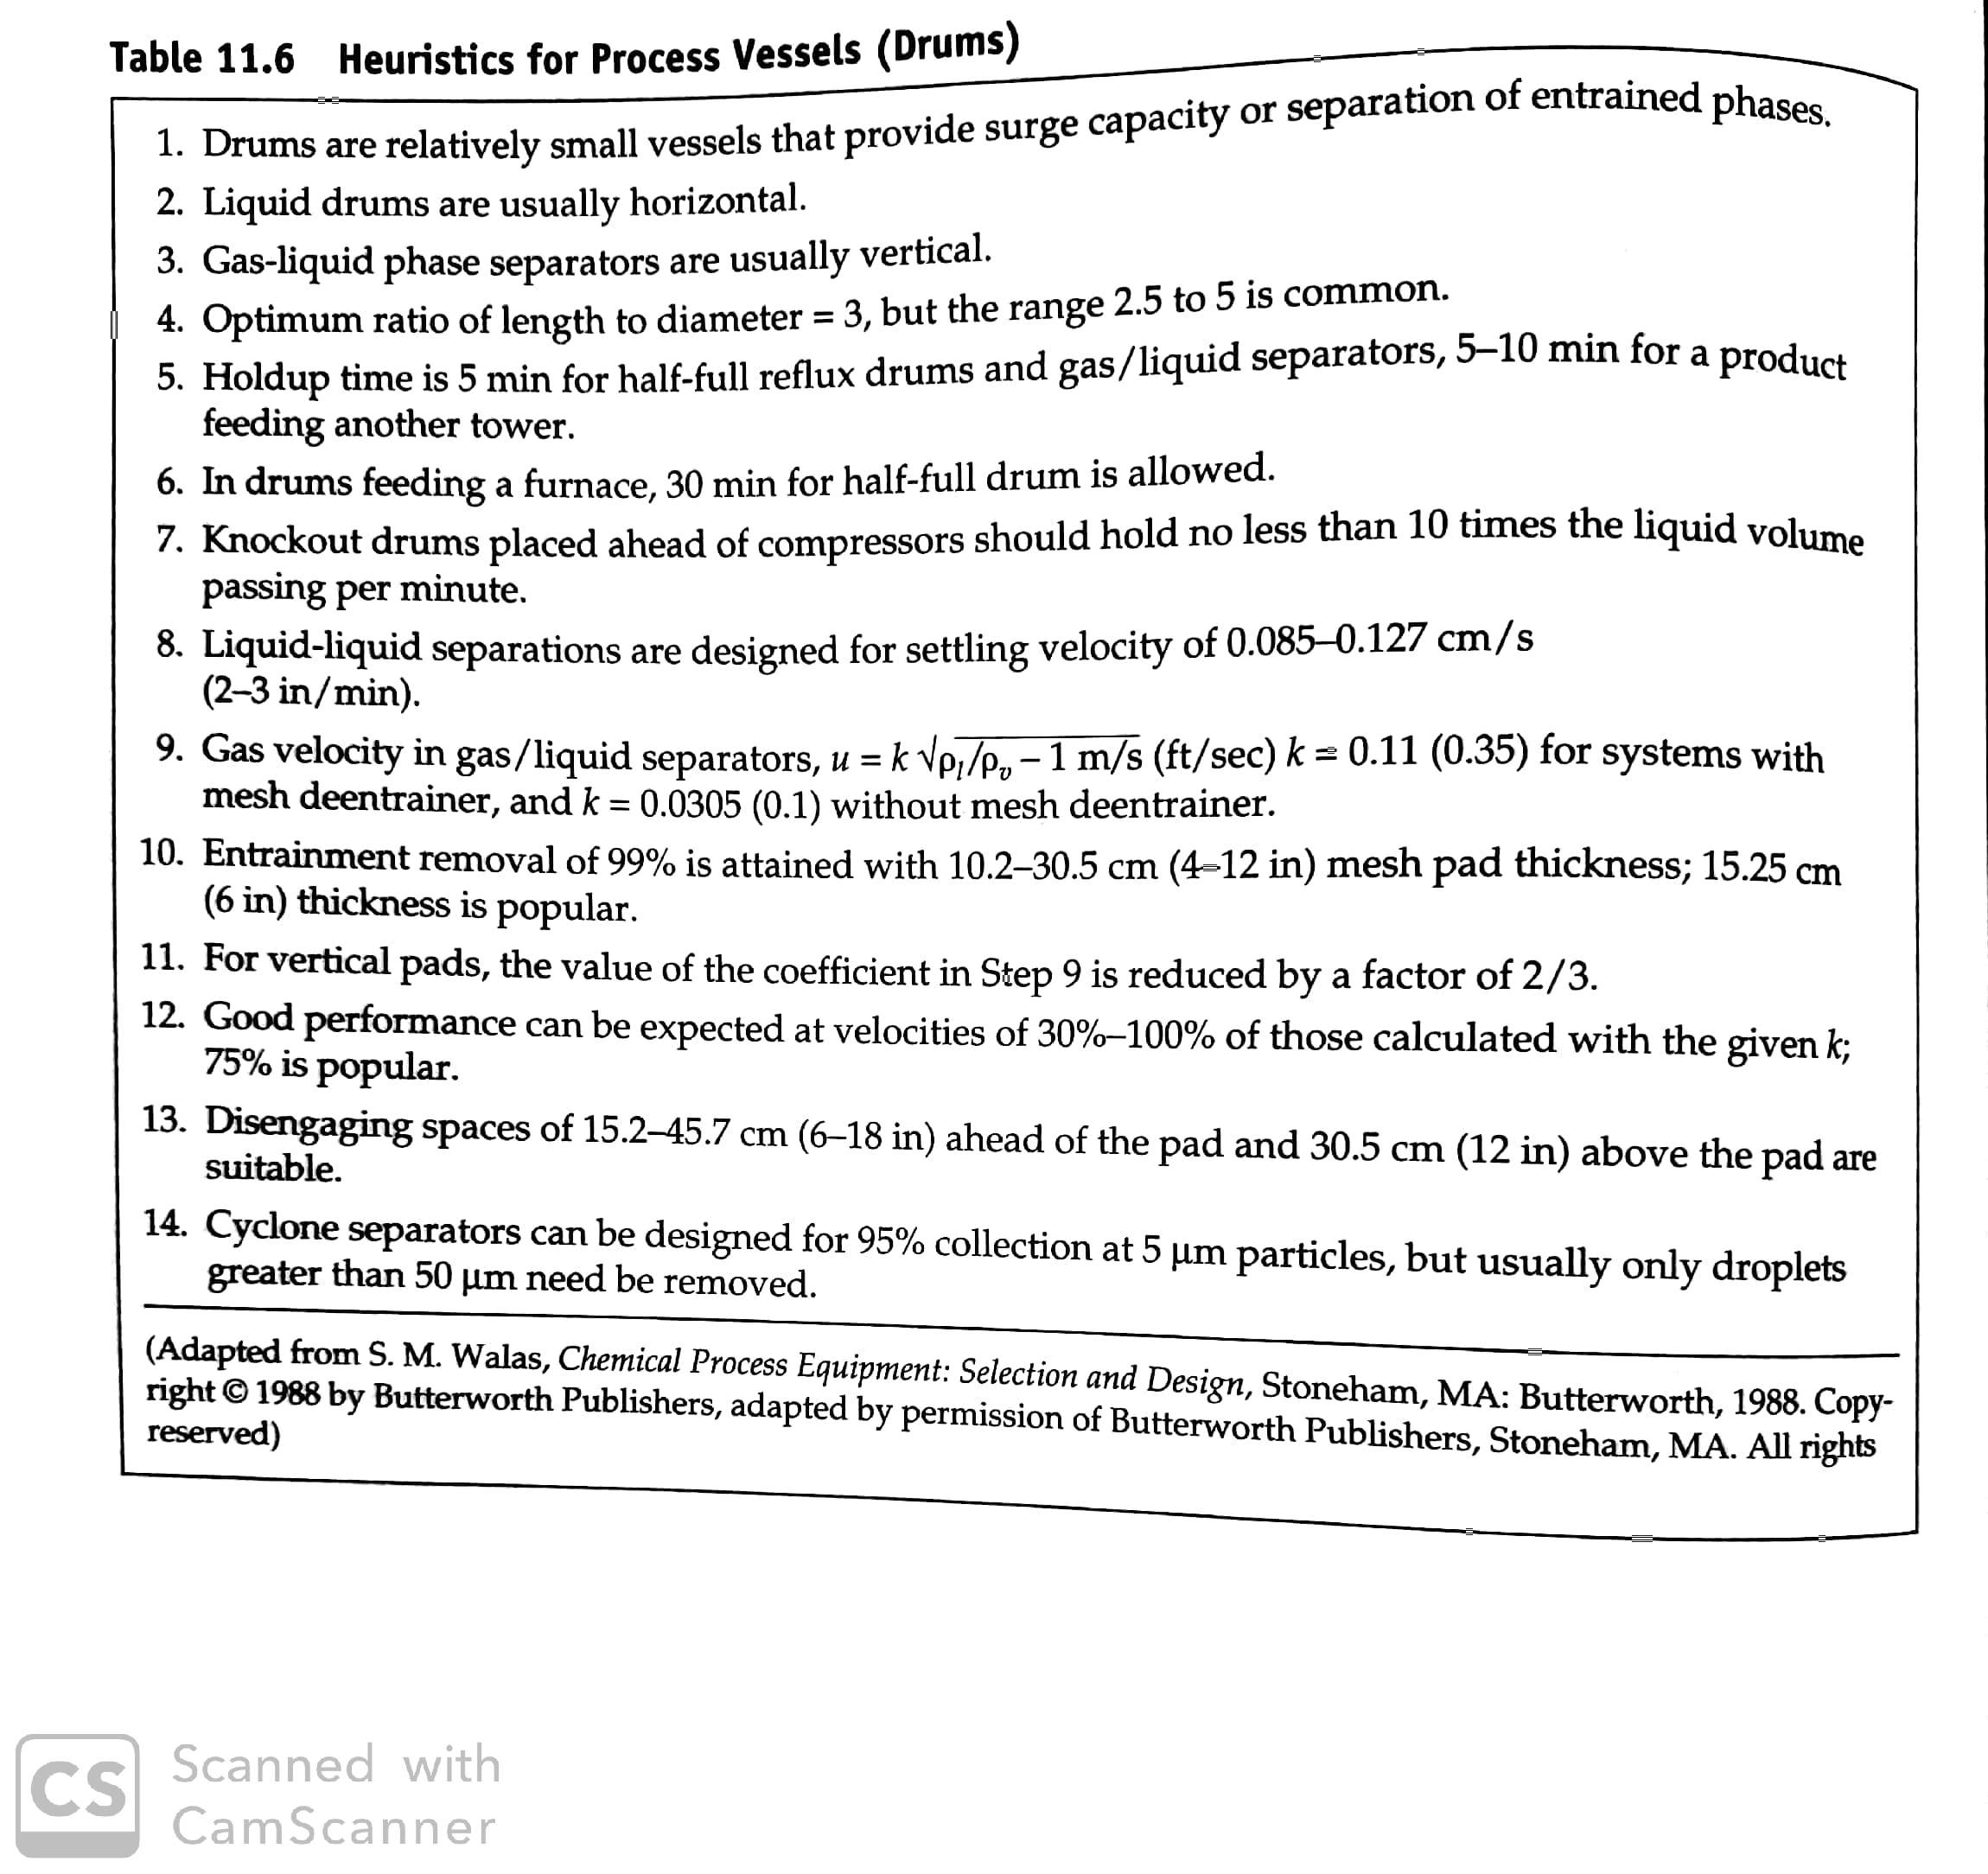 Table 11.6 Heuristics for Process Vessels (Drums)
1. Drums are relatively small vessels that provide surge capacity or separation of entrained phases.
2. Liquid drums are usually horizontal.
3. Gas-liquid phase separators are usually vertical.
4. Optimum ratio of length to diameter = 3, but the range 2.5 to 5 is common.
5. Holdup time is 5 min for half-full reflux drums and gas/liquid separators, 5–10 min for a product
feeding another tower.
6. In drums feeding a furnace, 30 min for half-full drum is allowed.
7. Knockout drums placed ahead of compressors should hold no less than 10 times the liquid volume
passing per minute.
8. Liquid-liquid separations are designed for settling velocity of 0.085–0.127 cm/s
(2–3 in/min).
9. Gas velocity in gas/liquid separators, u = k √ρl/ρv – 1 m/s (ft/sec) k = 0.11 (0.35) for systems with
mesh deentrainer, and k = 0.0305 (0.1) without mesh deentrainer.
10. Entrainment removal of 99% is attained with 10.2–30.5 cm (4–12 in) mesh pad thickness; 15.25 cm
(6 in) thickness is popular.
11. For vertical pads, the value of the coefficient in Step 9 is reduced by a factor of 2/3.
12. Good performance can be expected at velocities of 30%–100% of those calculated with the given k;
75% is popular.
13. Disengaging spaces of 15.2–45.7 cm (6–18 in) ahead of the pad and 30.5 cm (12 in) above the pad are
suitable.
14. Cyclone separators can be designed for 95% collection at 5 μm particles, but usually only droplets
greater than 50 μm need be removed.
(Adapted from S. M. Walas, Chemical Process Equipment: Selection and Design, Stoneham, MA: Butterworth, 1988. Copy-
right © 1988 by Butterworth Publishers, adapted by permission of Butterworth Publishers, Stoneham, MA. All rights
reserved)
CS Scanned with
CamScanner